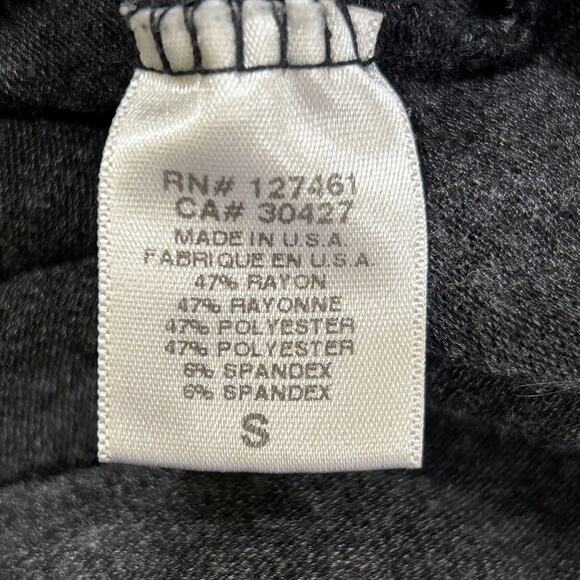 RN# 127461
CA# 30427
MADE IN U.S.A.
FABRIQUE EN U.S.A.
47% RAYON
47% RAYONNE
47% POLYESTER
47% POLYESTER
6% SPANDEX
6% SPANDEX
S